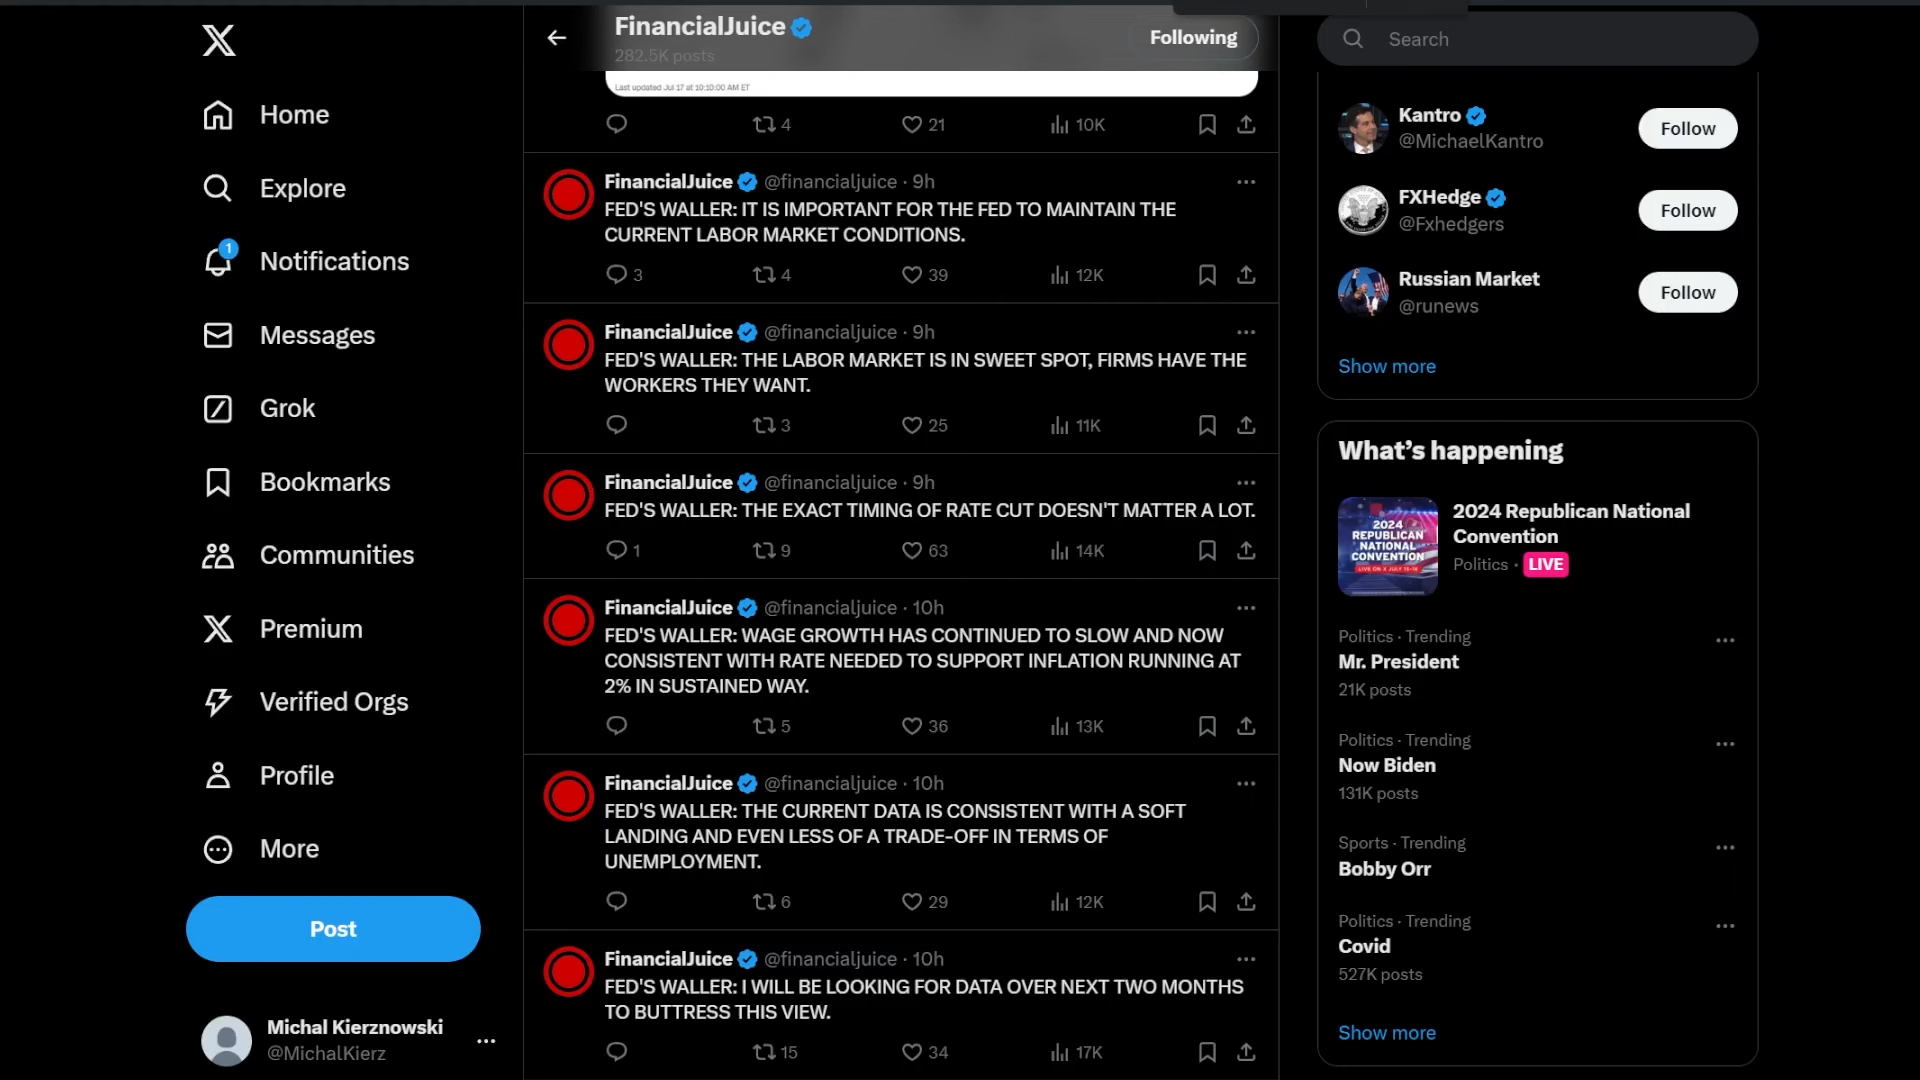 Home
Explore
1
Notifications
Messages
Grok
Bookmarks
Communities
Premium
Verified Orgs
Profile
More
Post
Michal Kierznowski
@MichalKierz
FinancialJuice
282.5K posts
Following
Last updated Jul 17 at 10:10:00 AM ET
4 21 10K
FinancialJuice @financialjuice · 9h
FED'S WALLER: IT IS IMPORTANT FOR THE FED TO MAINTAIN THE
CURRENT LABOR MARKET CONDITIONS.
3 4 39 12K
FinancialJuice @financialjuice · 9h
FED'S WALLER: THE LABOR MARKET IS IN SWEET SPOT, FIRMS HAVE THE
WORKERS THEY WANT.
3 25 11K
FinancialJuice @financialjuice · 9h
FED'S WALLER: THE EXACT TIMING OF RATE CUT DOESN'T MATTER A LOT.
1 9 63 14K
FinancialJuice @financialjuice · 10h
FED'S WALLER: WAGE GROWTH HAS CONTINUED TO SLOW AND NOW
CONSISTENT WITH RATE NEEDED TO SUPPORT INFLATION RUNNING AT
2% IN SUSTAINED WAY.
5 36 13K
FinancialJuice @financialjuice · 10h
FED'S WALLER: THE CURRENT DATA IS CONSISTENT WITH A SOFT
LANDING AND EVEN LESS OF A TRADE-OFF IN TERMS OF
UNEMPLOYMENT.
6 29 12K
FinancialJuice @financialjuice · 10h
FED'S WALLER: I WILL BE LOOKING FOR DATA OVER NEXT TWO MONTHS
TO BUTTRESS THIS VIEW.
15 34 17K
Search
Kantro
@MichaelKantro
Follow
FXHedge
@Fxhedgers
Follow
Russian Market
@runews
Follow
Show more
What's happening
2024
REPUBLICAN
NATIONAL
CONVENTION
LIVE ON X JULY 15-18
2024 Republican National
Convention
Politics · LIVE
Politics · Trending
Mr. President
21K posts
Politics · Trending
Now Biden
131K posts
Sports · Trending
Bobby Orr
Politics · Trending
Covid
527K posts
Show more